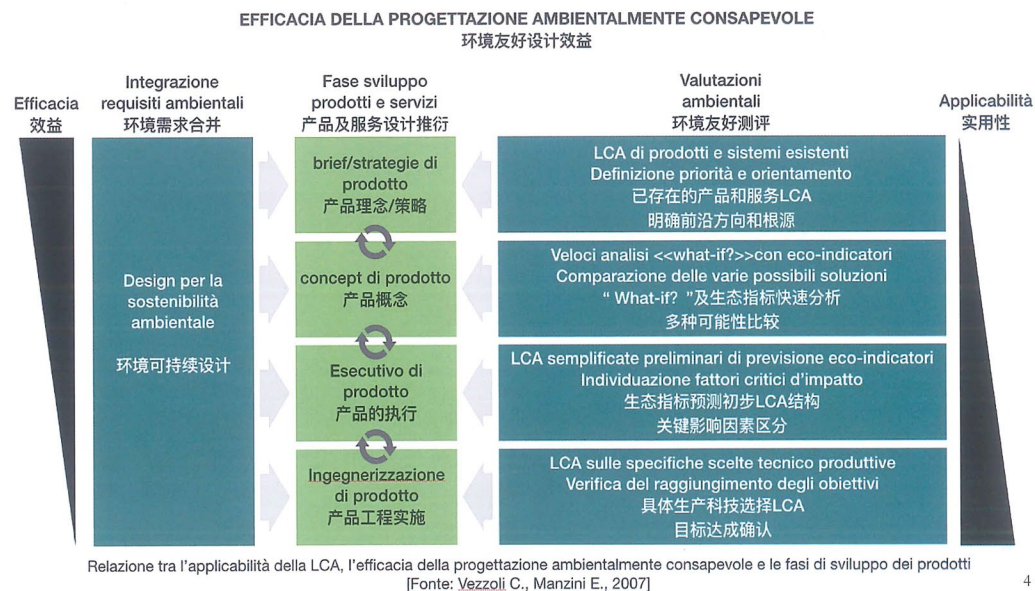 EFFICACIA DELLA PROGETTAZIONE AMBIENTALMENTE CONSAPEVOLE
环境友好设计效益
Efficacia
效益
Integrazione
requisiti ambientali
环境需求合并
Fase sviluppo
prodotti e servizi
产品及服务设计推行
Valutazioni
ambientali
环境友好测评
Applicabilità
实用性
Design per la
sostenibilità
ambientale
环境可持续设计
brief/strategie di
prodotto
产品理念/策略
LCA di prodotti e sistemi esistenti
Definizione priorità e orientamento
已存在的产品和服务LCA
明确前沿方向和根源
concept di prodotto
产品概念
Veloci analisi <<what-if?>>con eco-indicatori
Comparazione delle varie possibili soluzioni
“ What-if? ”及生态指标快速分析
多种可能性比较
Esecutivo di
prodotto
产品的执行
LCA semplificate preliminari di previsione eco-indicatori
Individuazione fattori critici d'impatto
生态指标预测初步LCA结构
关键影响因素区分
Ingegnerizzazione
di prodotto
产品工程实施
LCA sulle specifiche scelte tecnico produttive
Verifica del raggiungimento degli obiettivi
具体生产科技选择LCA
目标达成确认
Relazione tra l'applicabilità della LCA, l'efficacia della progettazione ambientalmente consapevole e le fasi di sviluppo dei prodotti
[Fonte: Vezzoli C., Manzini E., 2007]
4